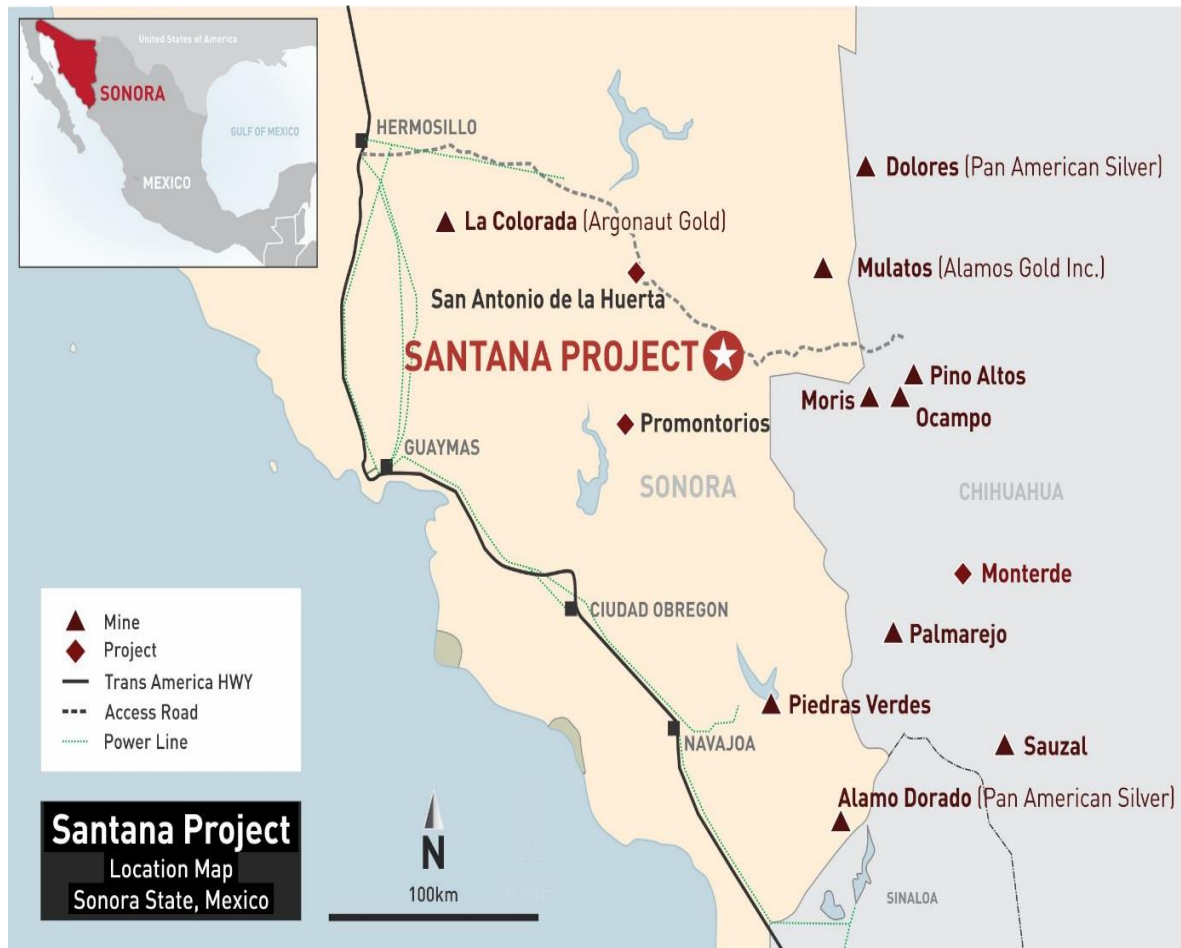 United States of America
SONORA
GULF OF MEXICO
MEXICO
HERMOSILLO
Dolores (Pan American Silver)
La Colorada (Argonaut Gold)
Mulatos (Alamos Gold Inc.)
San Antonio de la Huerta
SANTANA PROJECT
Pino Altos
Moris
Ocampo
Promontorios
GUAYMAS
SONORA
CHIHUAHUA
Monterde
CIUDAD OBREGON
Palmarejo
Piedras Verdes
NAVAJOA
Sauzal
Alamo Dorado (Pan American Silver)
SINALOA
Mine
Project
Trans America HWY
Access Road
Power Line
Santana Project
Location Map
Sonora State, Mexico
N
100km